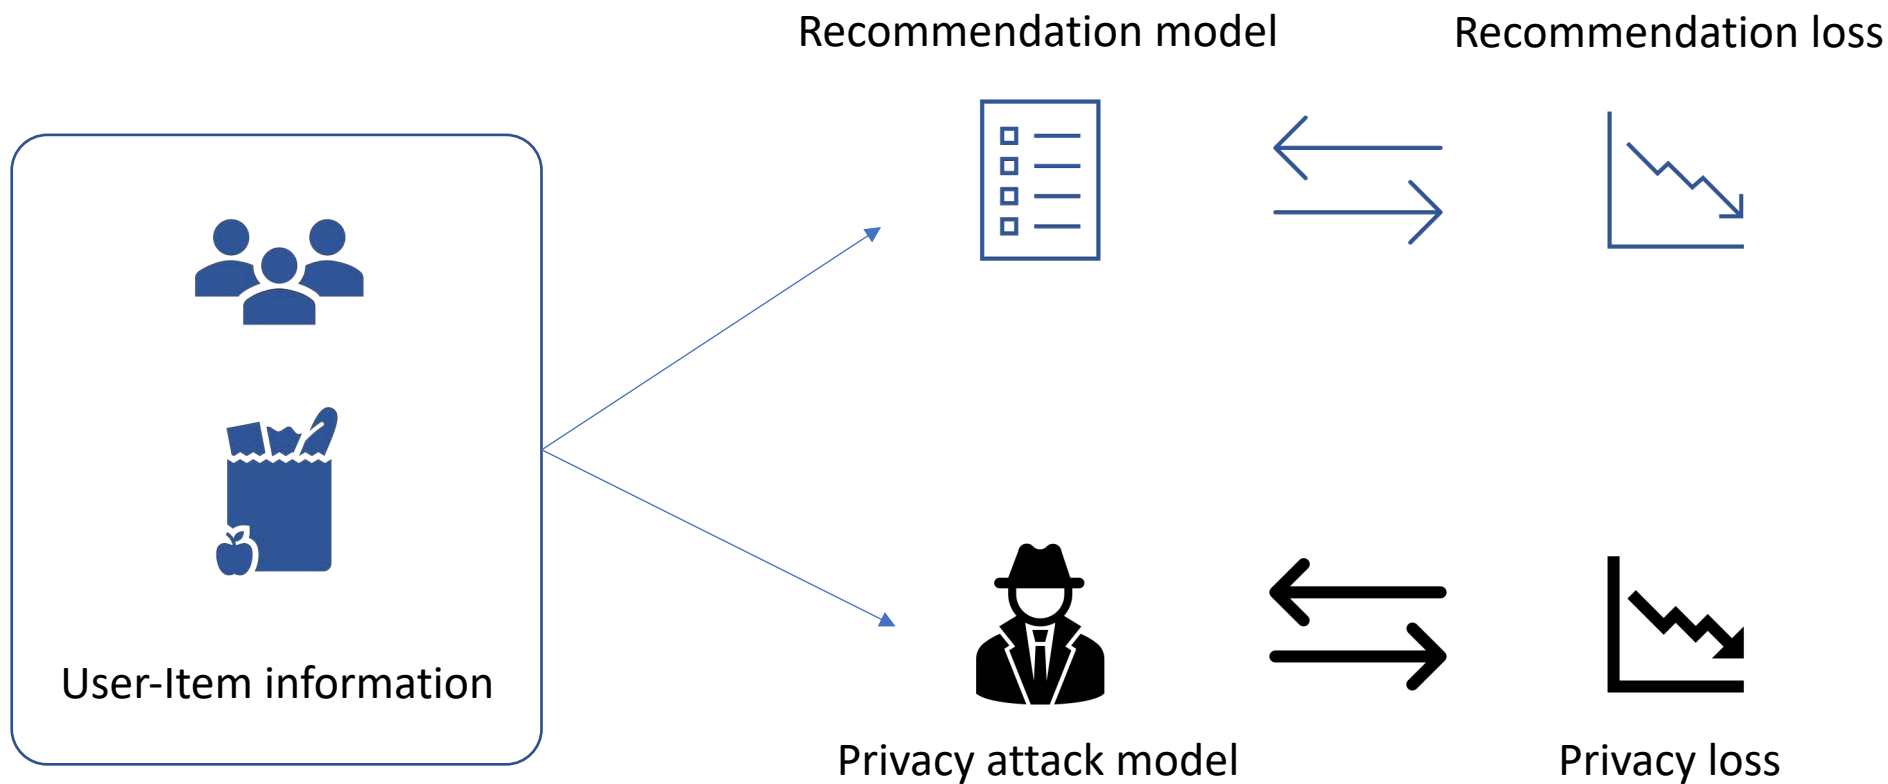 Recommendation model
Recommendation loss
User-Item information
Privacy attack model
Privacy loss